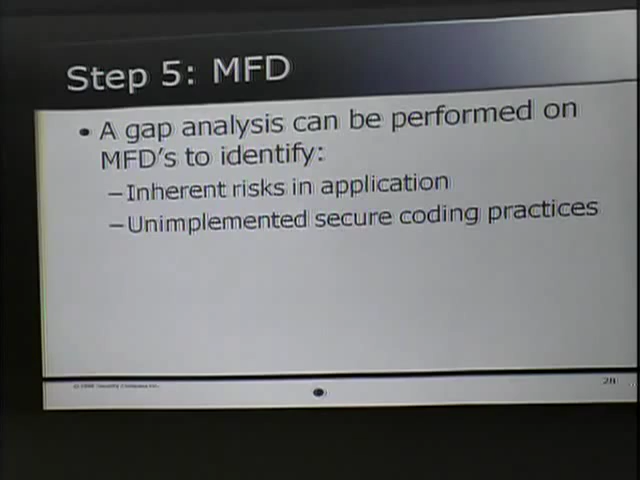 Step 5: MFD
• A gap analysis can be performed on
MFD's to identify:
–Inherent risks in application
–Unimplemented secure coding practices
28